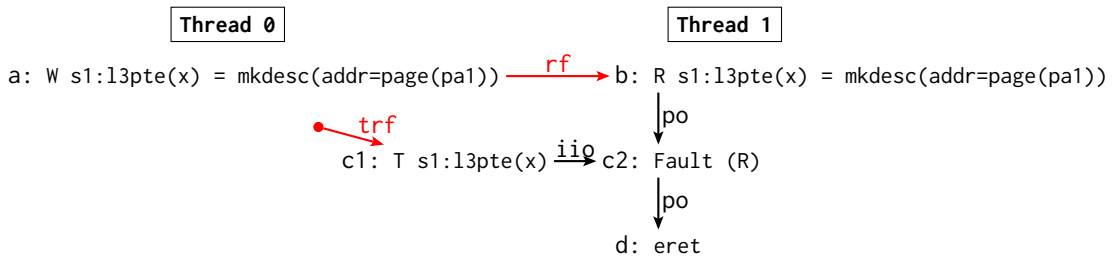 Thread 0
Thread 1
a: W s1:l3pte(x) = mkdesc(addr=page(pa1))
rf
b: R s1:l3pte(x) = mkdesc(addr=page(pa1))
po
trf
c1: T s1:l3pte(x)
iio
c2: Fault (R)
po
d: eret